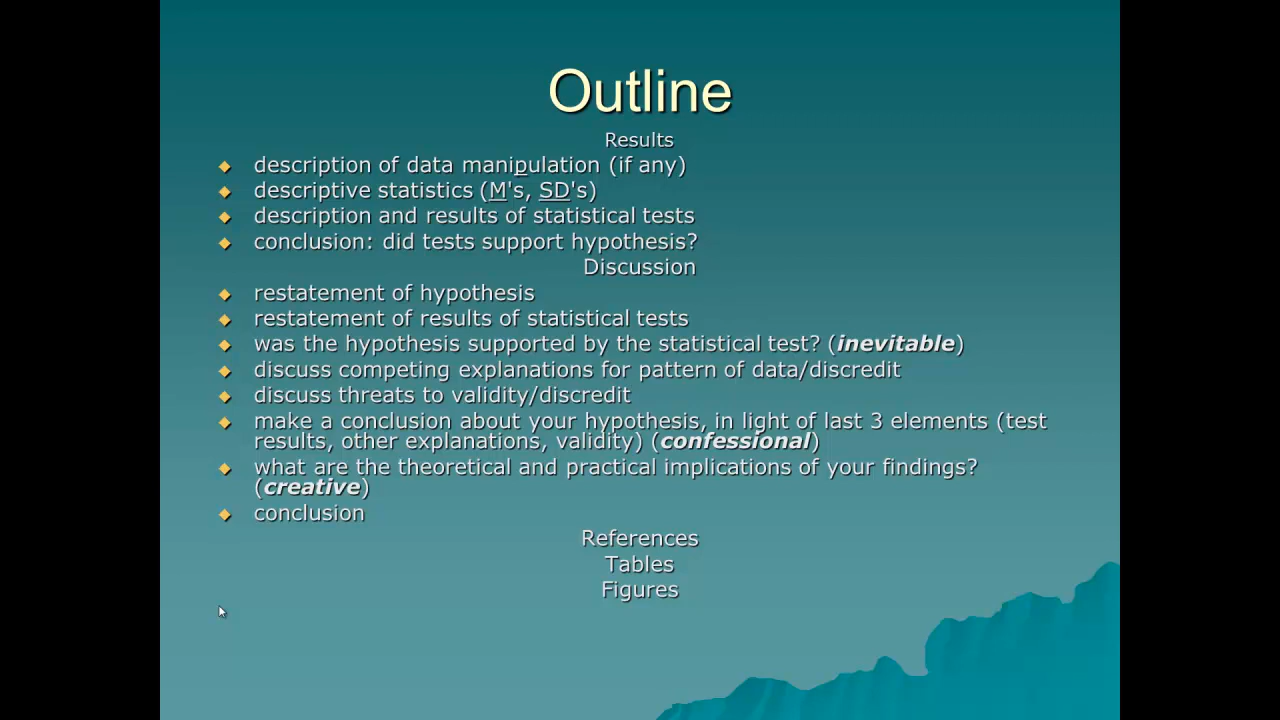 Outline
Results
description of data manipulation (if any)
descriptive statistics (M's, SD's)
description and results of statistical tests
conclusion: did tests support hypothesis?
Discussion
restatement of hypothesis
restatement of results of statistical tests
was the hypothesis supported by the statistical test? (inevitable)
discuss competing explanations for pattern of data/discredit
discuss threats to validity/discredit
make a conclusion about your hypothesis, in light of last 3 elements (test
results, other explanations, validity) (confessional)
what are the theoretical and practical implications of your findings?
(creative)
conclusion
References
Tables
Figures